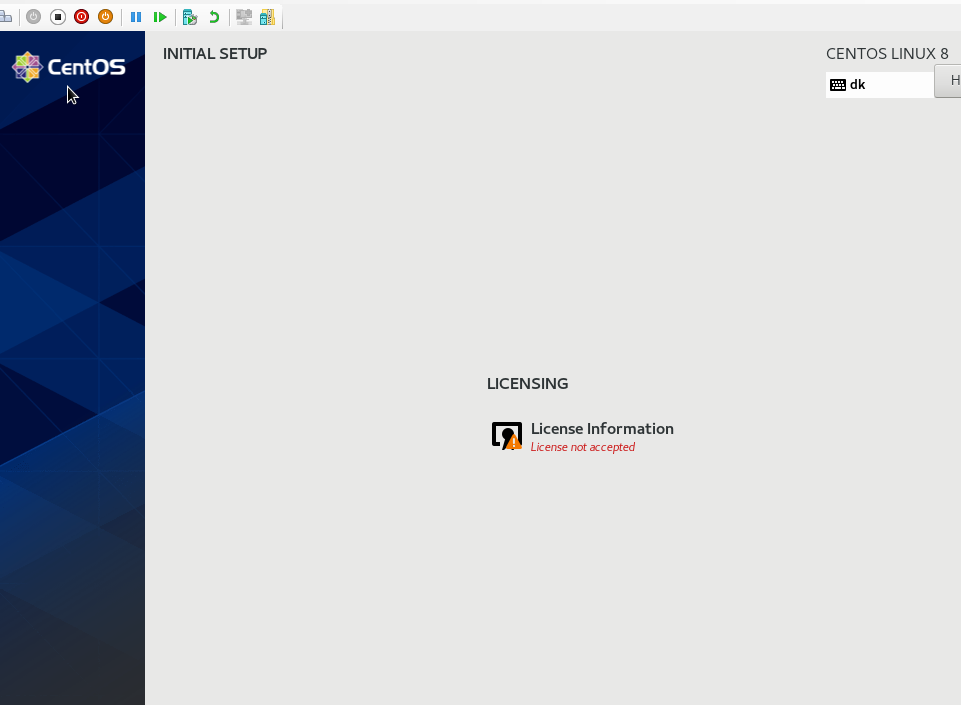 CentOS
INITIAL SETUP
CENTOS LINUX 8
dk
H
LICENSING
License Information
License not accepted